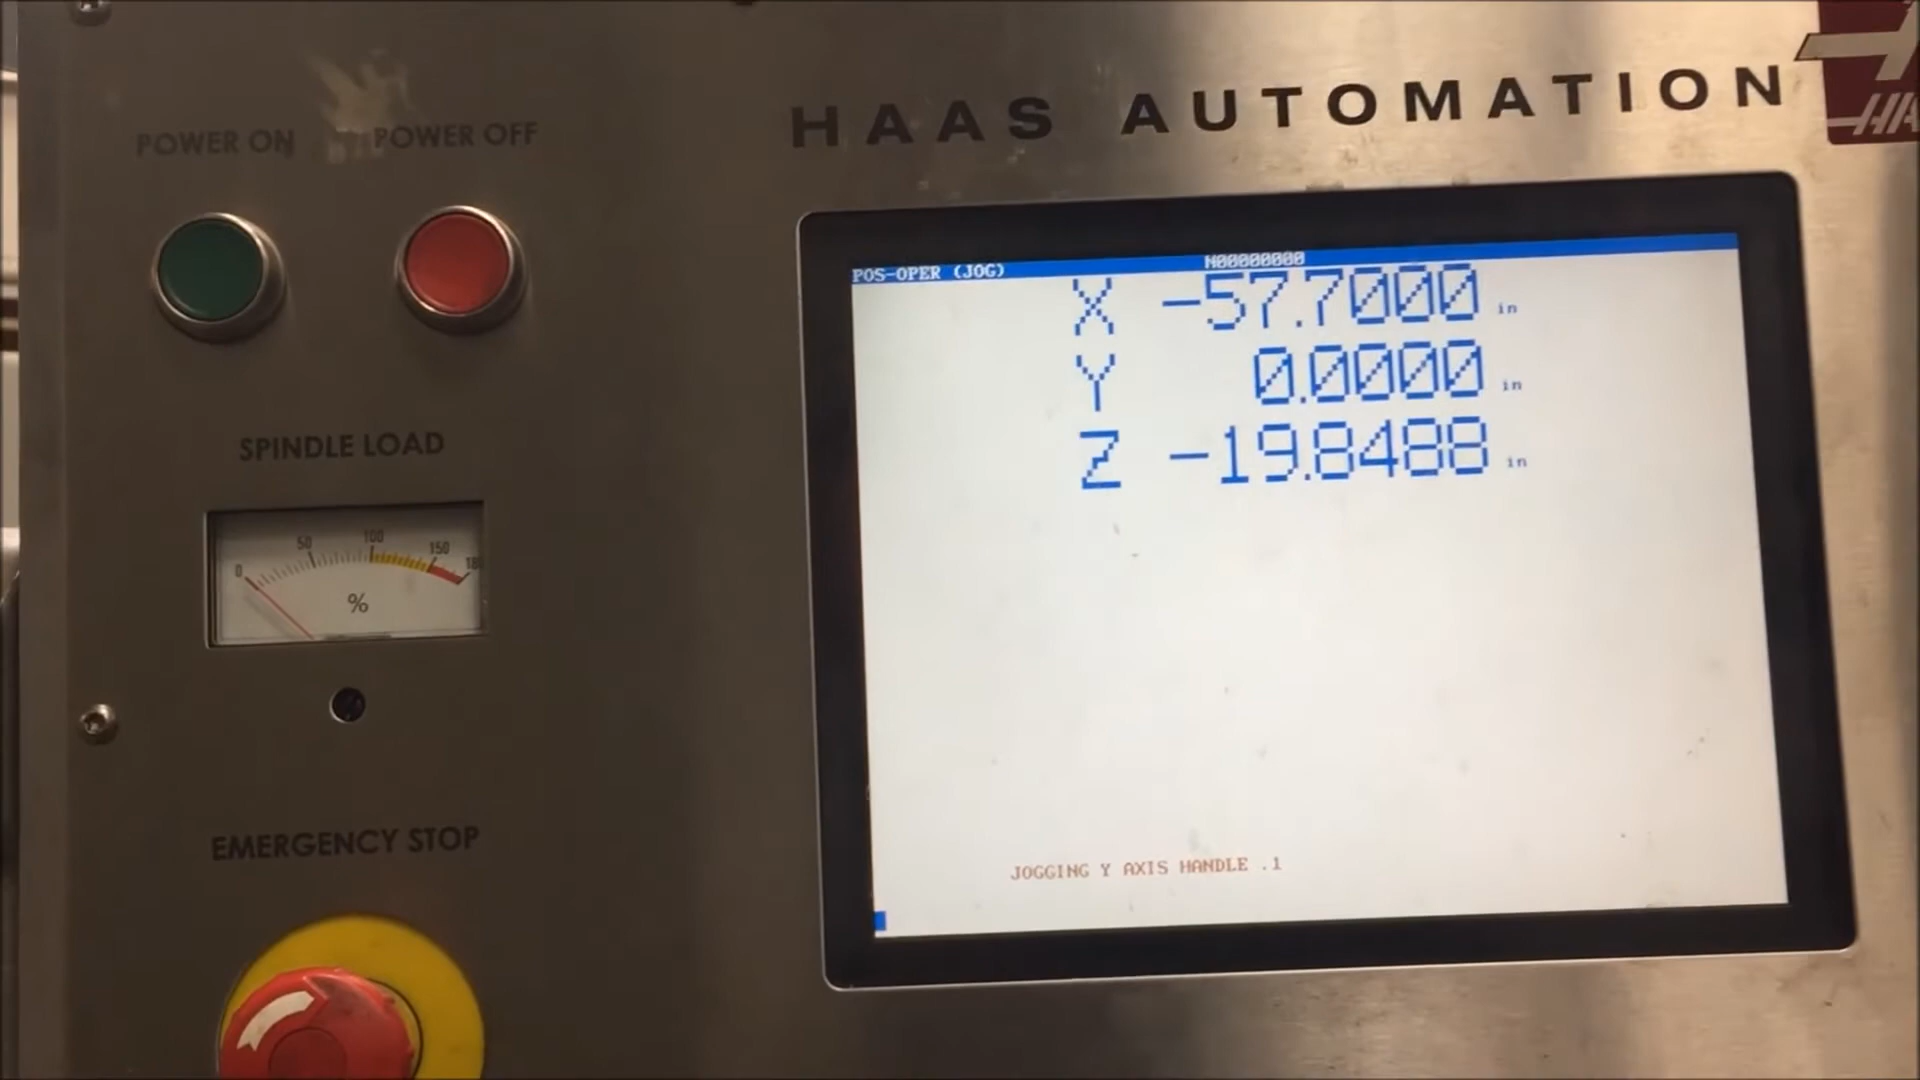 HAAS AUTOMATION
HA
POWER ON
POWER OFF
POS-OPER (JOG)
N00000000
X -57.7000 in
Y 0.0000 in
Z -19.8488 in
SPINDLE LOAD
0 50 100 150 180
%
EMERGENCY STOP
JOGGING Y AXIS HANDLE .1